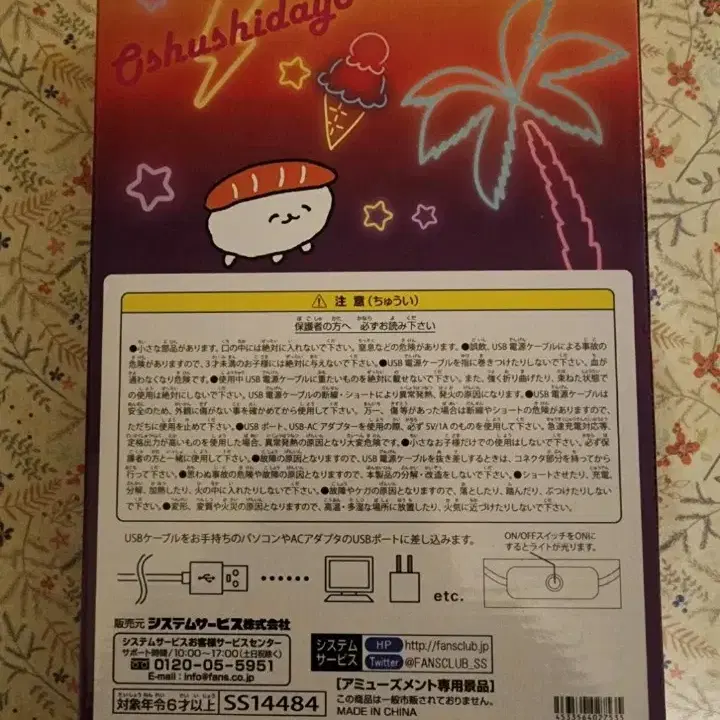 Oshushidayo
⚠ 注意(ちゅうい)
保護者の方へ 必ずお読み下さい
●小さな部品があります。口の中には絶対に入れないで下さい。窒息などの危険があります。●誤飲、USB 電源ケーブルによる事故の
危険がありますので、3才未満のお子様には絶対に与えないで下さい。●USB 電源ケーブルを指に巻きつけたりしないで下さい。血が
通わなくなり危険です。●使用中 USB 電源ケーブルに重たいものを絶対に載せないで下さい。また、強く折り曲げたり、束ねた状態で
の使用は絶対にしないで下さい。USB 電源ケーブルの断線・ショートにより異常発熱、発火の原因になります。●USB 電源ケーブルは
安全のため、外観に傷がない事を確かめてから使用して下さい。万一、傷等があった場合は断線やショートの危険がありますので、
ただちに使用を止めて下さい。●USB ポート、USB-AC アダプターを使用の際、必ず 5V/1A のものを使用して下さい。急速充電対応等、
定格出力が高いものを使用した場合、異常発熱の原因となり大変危険です。●小さなお子様だけでの使用はしないで下さい。必ず保
護者の方と一緒に使用して下さい。●故障の原因となりますので、USB 電源ケーブルを抜き差しするときは、コネクタ部分を持ってから
行って下さい。●思わぬ事故の危険や故障の原因となりますので、本製品の分解・改造をしないで下さい。●ショートさせたり、充電、
分解、加熱したり、火の中に入れたりしないで下さい。●故障やケガの原因となりますので、落としたり、踏んだり、ぶつけたりしないで
下さい。●変形、変質や火災の原因となりますので、高温・多湿な場所に放置したり、火気に近づけたりしないで下さい。
USBケーブルをお手持ちのパソコンやACアダプタのUSBポートに差し込みます。
ON/OFFスイッチをONに
するとライトが光ります。
etc.
販売元 システムサービス株式会社
システムサービスお客様サービスセンター
サポート時間/10:00〜17:00(土日祝除く)
0120-05-5951
E-mail : info@fans.co.jp
システム
サービス
HP http://fansclub.jp
Twitter @FANSCLUB_SS
対象年令6才以上
SS14484
【アミューズメント専用景品】
この商品は一般市販されておりません。
MADE IN CHINA